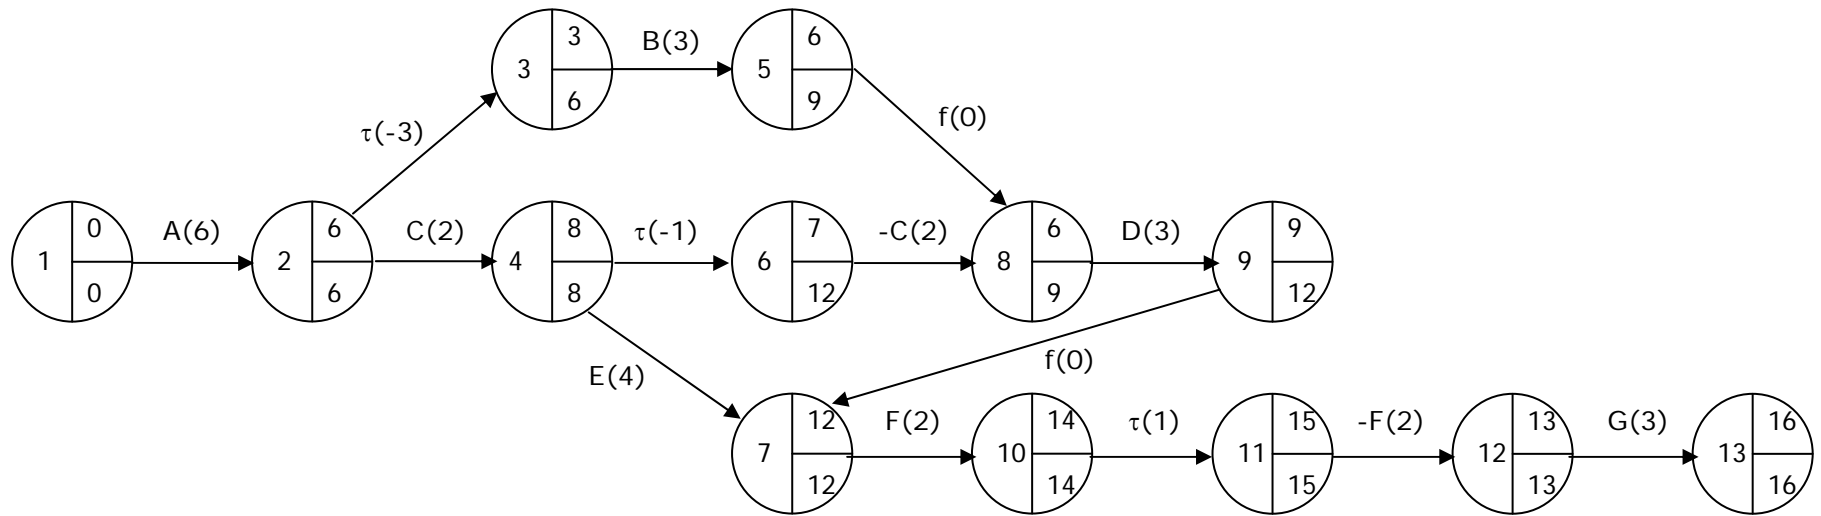 3 3 6
B(3)
5 6 9
f(0)
τ(-3)
1 0 0
A(6)
2 6 6
C(2)
4 8 8
τ(-1)
6 7 12
-C(2)
8 6 9
D(3)
9 9 12
E(4)
f(0)
7 12 12
F(2)
10 14 14
τ(1)
11 15 15
-F(2)
12 13 13
G(3)
13 16 16